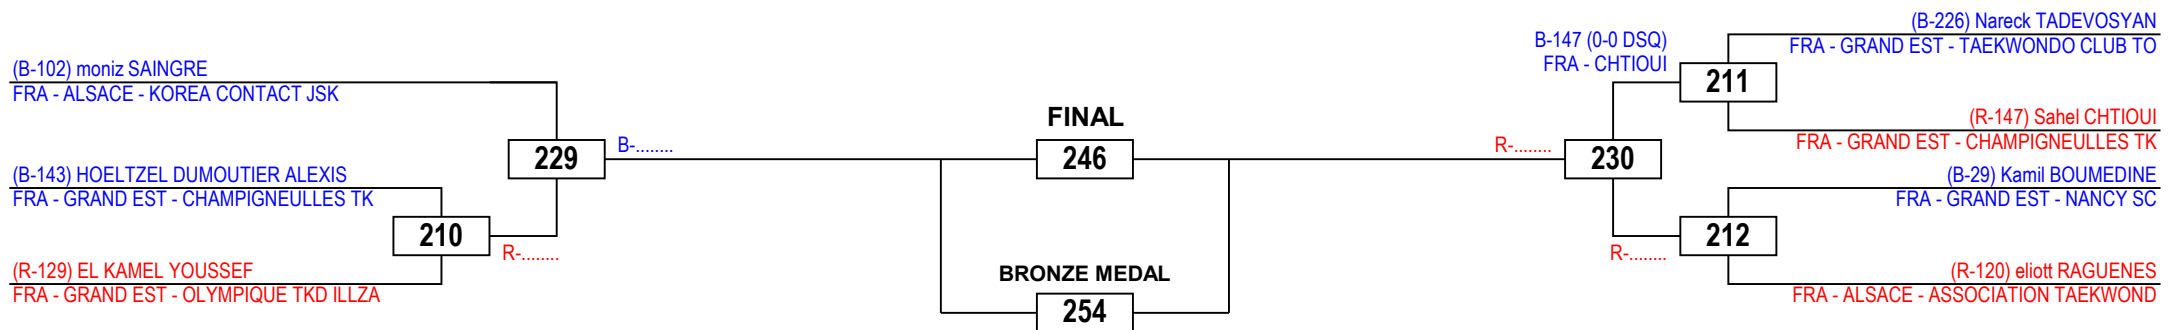 (B-102) moniz SAINGRE
FRA - ALSACE - KOREA CONTACT JSK
229
B-........
(B-143) HOELTZEL DUMOUTIER ALEXIS
FRA - GRAND EST - CHAMPIGNEULLES TK
210
R-........
(R-129) EL KAMEL YOUSSEF
FRA - GRAND EST - OLYMPIQUE TKD ILLZA
FINAL
246
BRONZE MEDAL
254
(B-226) Nareck TADEVOSYAN
FRA - GRAND EST - TAEKWONDO CLUB TO
B-147 (0-0 DSQ)
FRA - CHTIOUI
211
(R-147) Sahel CHTIOUI
FRA - GRAND EST - CHAMPIGNEULLES TK
R-........
230
(B-29) Kamil BOUMEDINE
FRA - GRAND EST - NANCY SC
212
R-........
(R-120) eliott RAGUENES
FRA - ALSACE - ASSOCIATION TAEKWOND